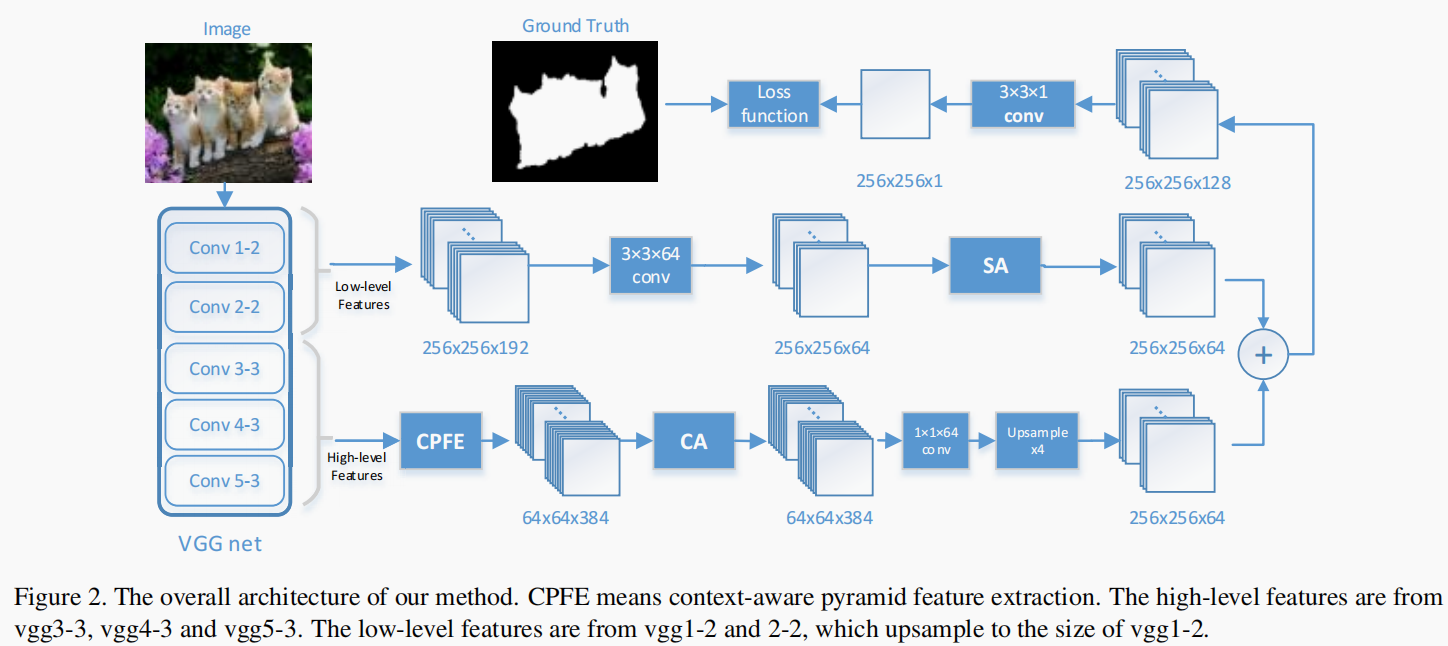 Image
Ground Truth
Loss
function
3×3×1
conv
256x256x1
256x256x128
Conv 1-2
Conv 2-2
Conv 3-3
Conv 4-3
Conv 5-3
VGG net
Low-level
Features
256x256x192
3×3×64
conv
256x256x64
SA
256x256x64
+
High-level
Features
CPFE
64x64x384
CA
64x64x384
1×1×64
conv
Upsample
x4
256x256x64
Figure 2. The overall architecture of our method. CPFE means context-aware pyramid feature extraction. The high-level features are from
vgg3-3, vgg4-3 and vgg5-3. The low-level features are from vgg1-2 and 2-2, which upsample to the size of vgg1-2.